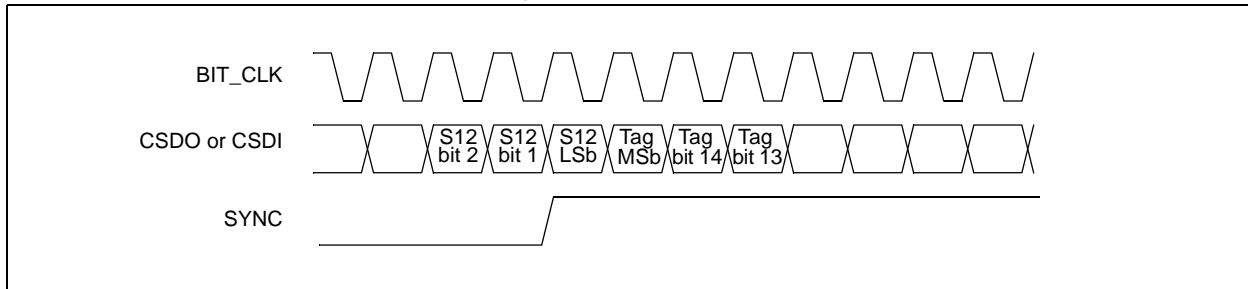 BIT_CLK
CSDO or CSDI
S12 bit 2
S12 bit 1
S12 LSb
Tag MSb
Tag bit 14
Tag bit 13
SYNC